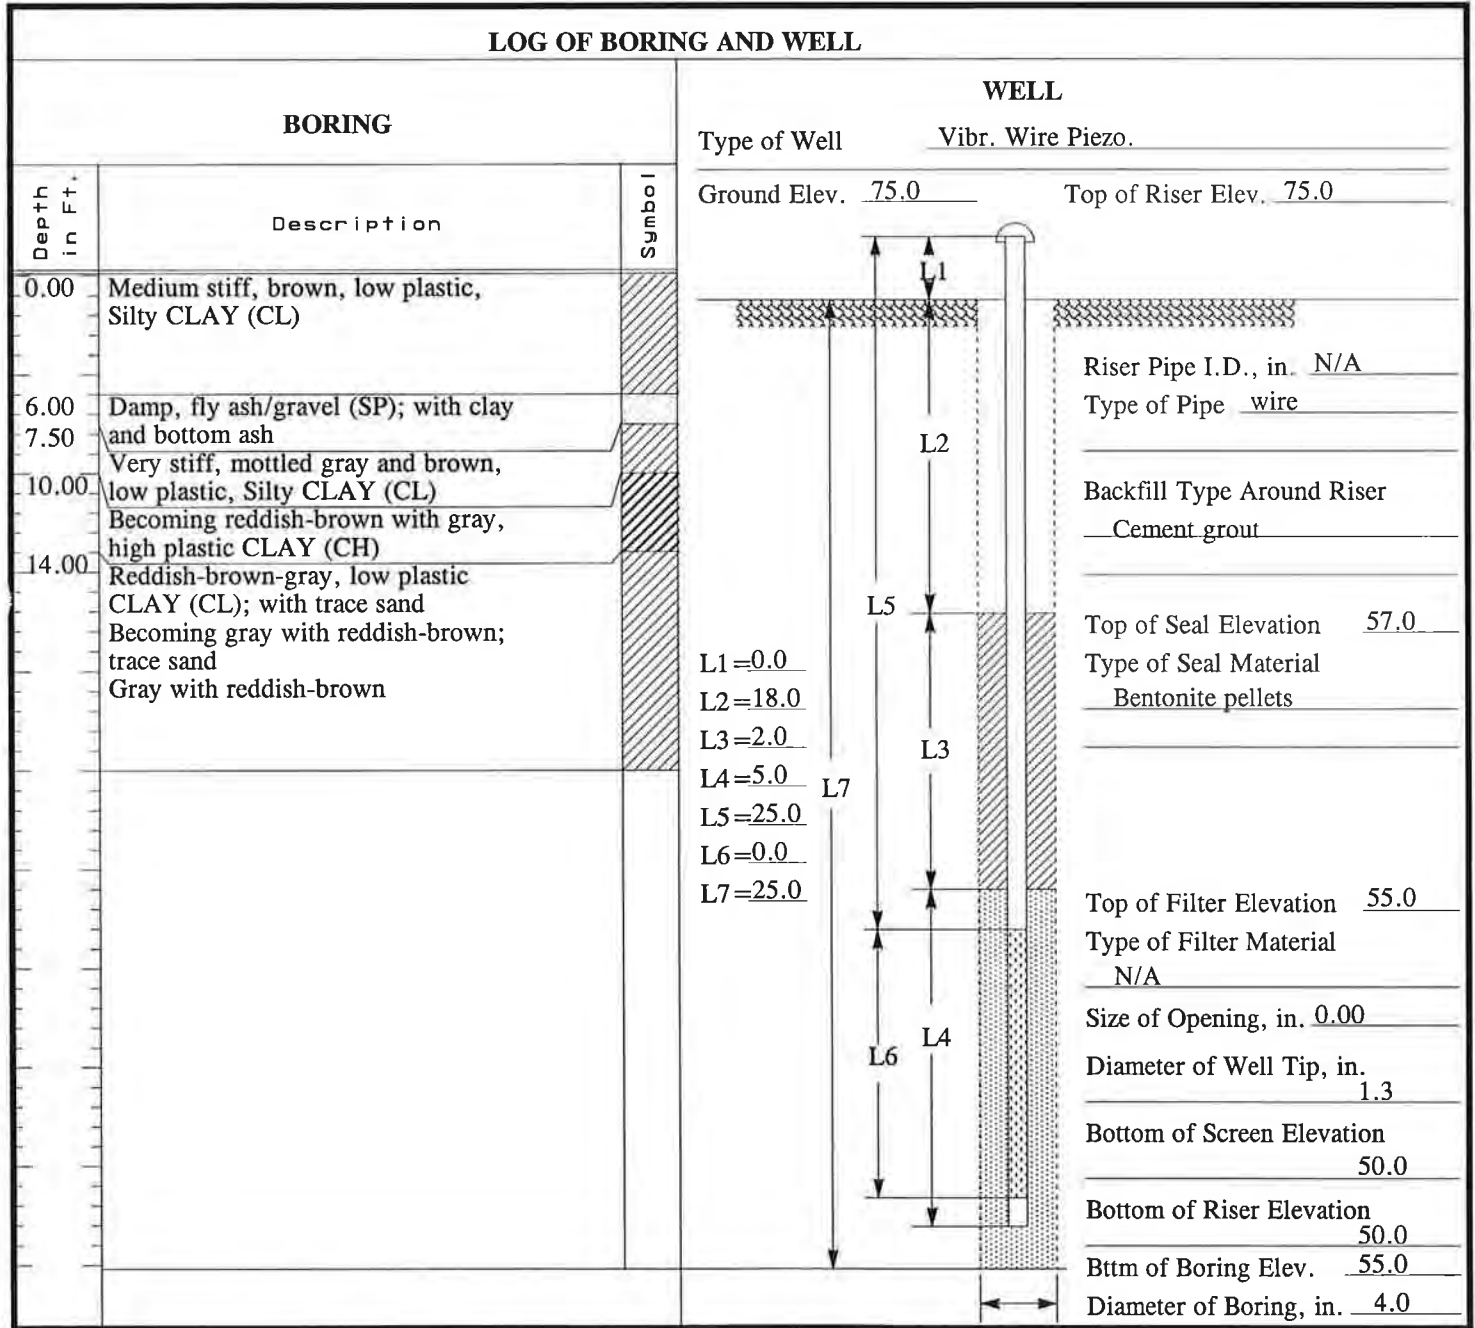 LOG OF BORING AND WELL
BORING
Depth in Ft.
Description
Symbol
0.00 Medium stiff, brown, low plastic,
Silty CLAY (CL)
6.00 Damp, fly ash/gravel (SP); with clay
7.50 and bottom ash
Very stiff, mottled gray and brown,
10.00 low plastic, Silty CLAY (CL)
Becoming reddish-brown with gray,
high plastic CLAY (CH)
14.00 Reddish-brown-gray, low plastic
CLAY (CL); with trace sand
Becoming gray with reddish-brown;
trace sand
Gray with reddish-brown
WELL
Type of Well Vibr. Wire Piezo.
Ground Elev. 75.0 Top of Riser Elev. 75.0
L1
L2
L5
L3
L7
L4
L6
L1=0.0
L2=18.0
L3=2.0
L4=5.0
L5=25.0
L6=0.0
L7=25.0
Riser Pipe I.D., in. N/A
Type of Pipe wire
Backfill Type Around Riser
Cement grout
Top of Seal Elevation 57.0
Type of Seal Material
Bentonite pellets
Top of Filter Elevation 55.0
Type of Filter Material
N/A
Size of Opening, in. 0.00
Diameter of Well Tip, in.
1.3
Bottom of Screen Elevation
50.0
Bottom of Riser Elevation
50.0
Bttm of Boring Elev. 55.0
Diameter of Boring, in. 4.0